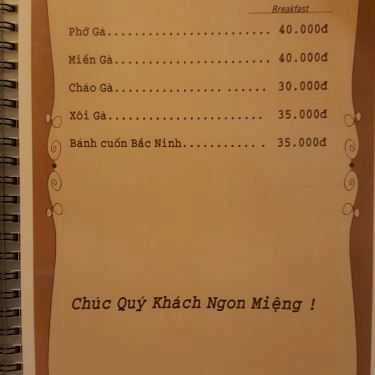 Breakfast
Phở Gà........................ 40.000đ
Miến Gà....................... 40.000đ
Cháo Gà................. ...... 30.000đ
Xôi Gà....................... 35.000đ
Bánh cuốn Bắc Ninh............ 35.000đ
Chúc Quý Khách Ngon Miệng !